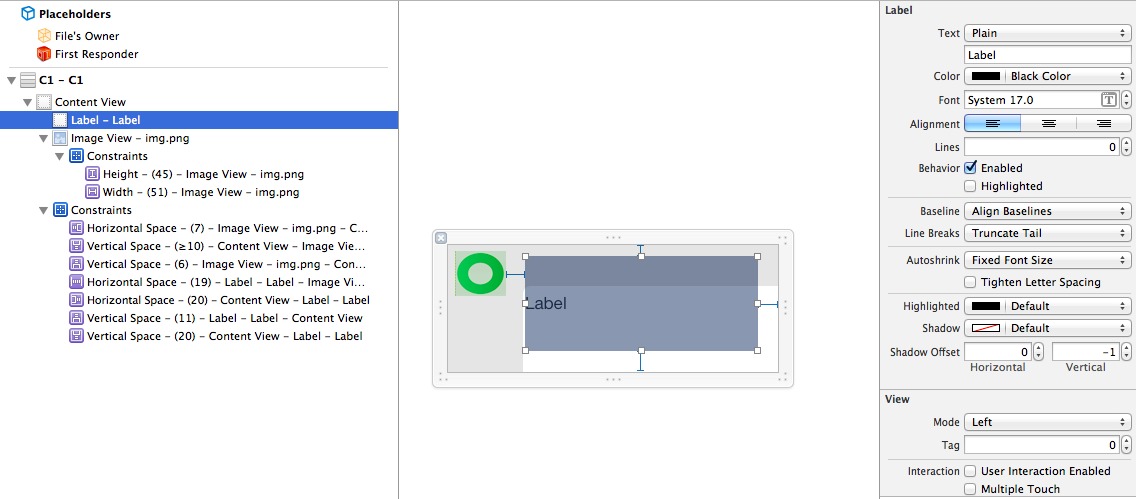 Placeholders
File's Owner
First Responder
C1 – C1
Content View
Label – Label
Image View – img.png
Constraints
Height – (45) – Image View – img.png
Width – (51) – Image View – img.png
Constraints
Horizontal Space – (7) – Image View – img.png – C...
Vertical Space – (≥10) – Content View – Image Vie...
Vertical Space – (6) – Image View – img.png – Con...
Horizontal Space – (19) – Label – Label – Image Vi...
Horizontal Space – (20) – Content View – Label – Label
Vertical Space – (11) – Label – Label – Content View
Vertical Space – (20) – Content View – Label – Label
Label
Label
Text Plain
Label
Color Black Color
Font System 17.0 T
Alignment
Lines 0
Behavior Enabled
Highlighted
Baseline Align Baselines
Line Breaks Truncate Tail
Autoshrink Fixed Font Size
Tighten Letter Spacing
Highlighted Default
Shadow Default
Shadow Offset 0 −1
Horizontal Vertical
View
Mode Left
Tag 0
Interaction User Interaction Enabled
Multiple Touch